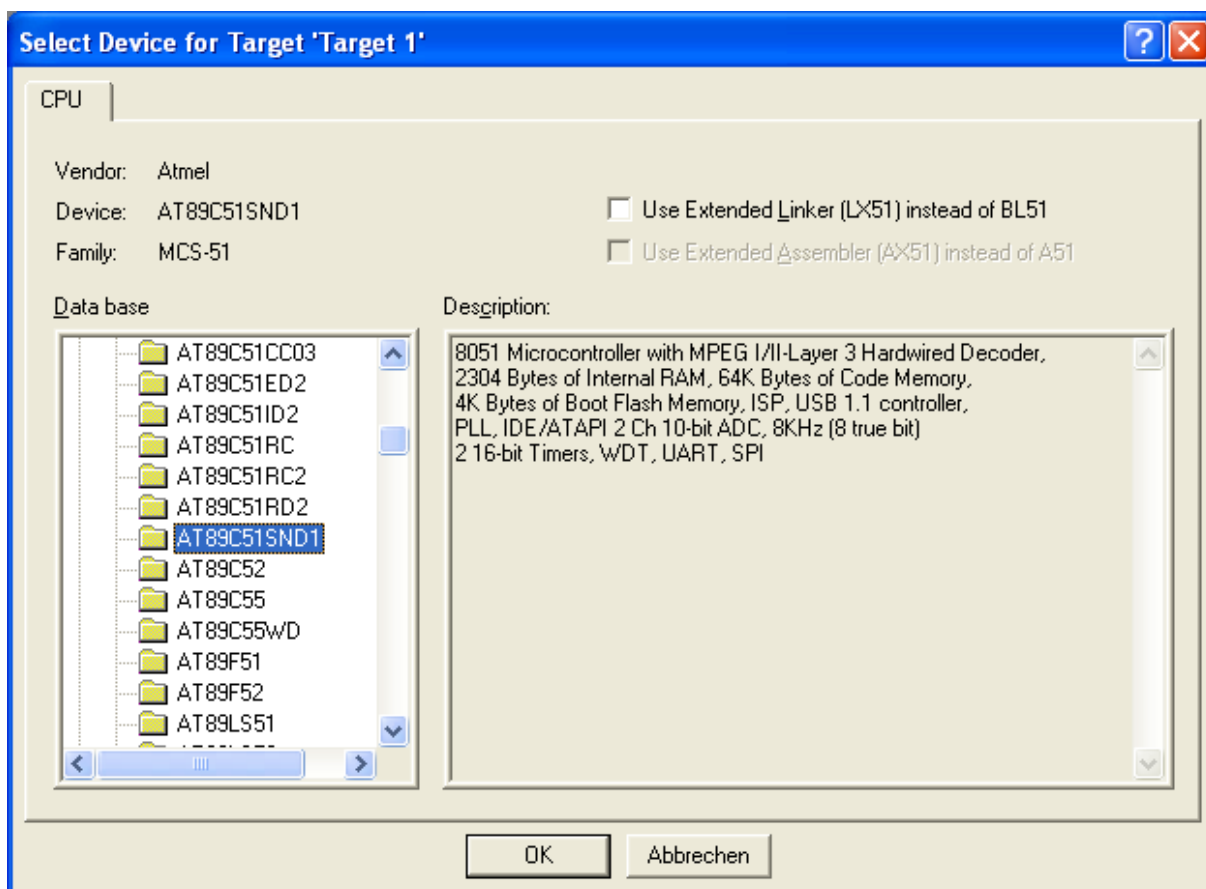 Select Device for Target 'Target 1'
CPU
Vendor: Atmel
Device: AT89C51SND1
Family: MCS-51
Use Extended Linker (LX51) instead of BL51
Use Extended Assembler (AX51) instead of A51
Data base
AT89C51CC03
AT89C51ED2
AT89C51ID2
AT89C51RC
AT89C51RC2
AT89C51RD2
AT89C51SND1
AT89C52
AT89C55
AT89C55WD
AT89F51
AT89F52
AT89LS51
Description:
8051 Microcontroller with MPEG I/II-Layer 3 Hardwired Decoder,
2304 Bytes of Internal RAM, 64K Bytes of Code Memory,
4K Bytes of Boot Flash Memory, ISP, USB 1.1 controller,
PLL, IDE/ATAPI 2 Ch 10-bit ADC, 8KHz (8 true bit)
2 16-bit Timers, WDT, UART, SPI
OK
Abbrechen